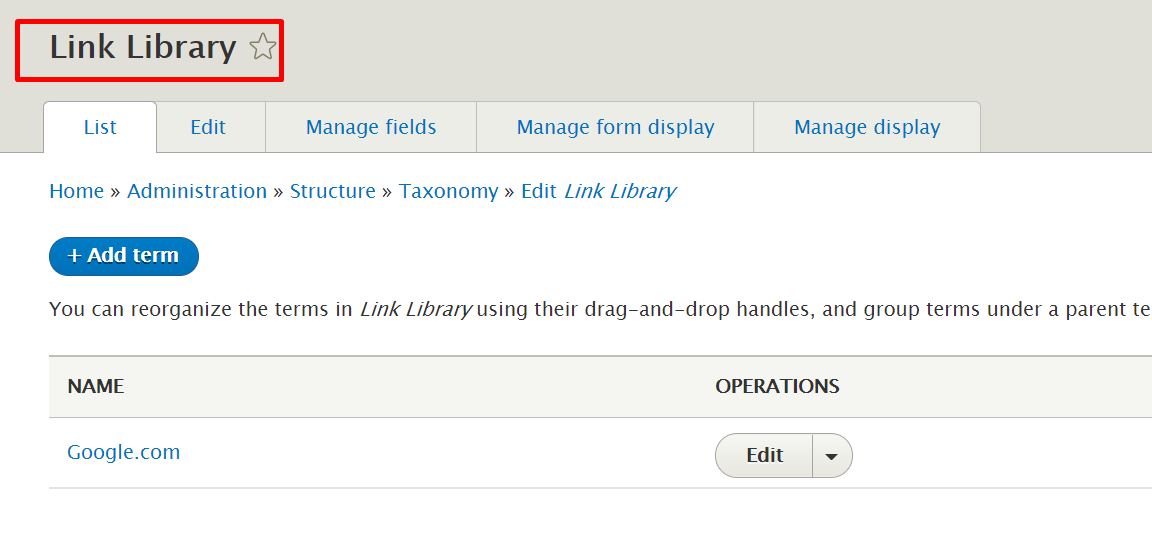 Link Library
List Edit Manage fields Manage form display Manage display
Home » Administration » Structure » Taxonomy » Edit Link Library
+ Add term
You can reorganize the terms in Link Library using their drag-and-drop handles, and group terms under a parent te
NAME OPERATIONS
Google.com Edit